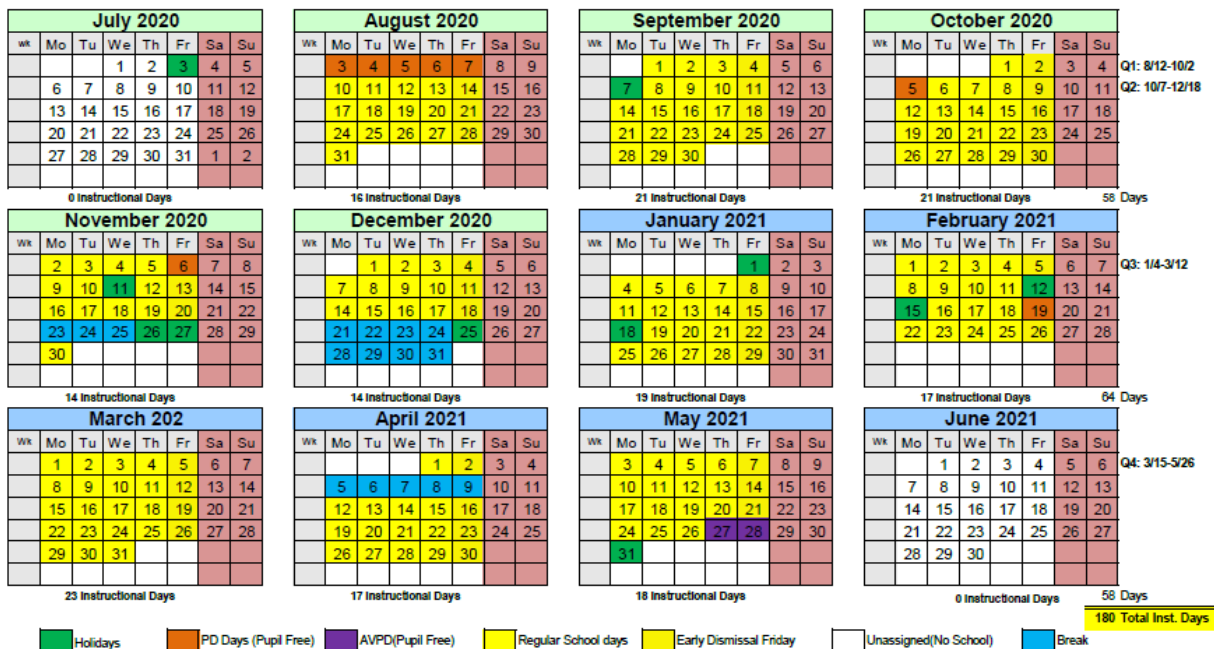 July 2020 August 2020 September 2020 October 2020
wk Mo Tu We Th Fr Sa Su Wk Mo Tu We Th Fr Sa Su Wk Mo Tu We Th Fr Sa Su Wk Mo Tu We Th Fr Sa Su
1 2 3 4 5 3 4 5 6 7 8 9 1 2 3 4 5 6 1 2 3 4 Q1: 8/12-10/2
6 7 8 9 10 11 12 10 11 12 13 14 15 16 7 8 9 10 11 12 13 5 6 7 8 9 10 11 Q2: 10/7-12/18
13 14 15 16 17 18 19 17 18 19 20 21 22 23 14 15 16 17 18 19 20 12 13 14 15 16 17 18
20 21 22 23 24 25 26 24 25 26 27 28 29 30 21 22 23 24 25 26 27 19 20 21 22 23 24 25
27 28 29 30 31 1 2 31 28 29 30 26 27 28 29 30
0 Instructional Days 16 Instructional Days 21 Instructional Days 21 Instructional Days 58 Days
November 2020 December 2020 January 2021 February 2021
Wk Mo Tu We Th Fr Sa Su Wk Mo Tu We Th Fr Sa Su Wk Mo Tu We Th Fr Sa Su Wk Mo Tu We Th Fr Sa Su
2 3 4 5 6 7 8 1 2 3 4 5 6 1 2 3 1 2 3 4 5 6 7 Q3: 1/4-3/12
9 10 11 12 13 14 15 7 8 9 10 11 12 13 4 5 6 7 8 9 10 8 9 10 11 12 13 14
16 17 18 19 20 21 22 14 15 16 17 18 19 20 11 12 13 14 15 16 17 15 16 17 18 19 20 21
23 24 25 26 27 28 29 21 22 23 24 25 26 27 18 19 20 21 22 23 24 22 23 24 25 26 27 28
30 28 29 30 31 25 26 27 28 29 30 31
14 Instructional Days 14 Instructional Days 19 Instructional Days 17 Instructional Days 64 Days
March 202 April 2021 May 2021 June 2021
Wk Mo Tu We Th Fr Sa Su Wk Mo Tu We Th Fr Sa Su Wk Mo Tu We Th Fr Sa Su Wk Mo Tu We Th Fr Sa Su
1 2 3 4 5 6 7 1 2 3 4 3 4 5 6 7 8 9 1 2 3 4 5 6 Q4: 3/15-5/26
8 9 10 11 12 13 14 5 6 7 8 9 10 11 10 11 12 13 14 15 16 7 8 9 10 11 12 13
15 16 17 18 19 20 21 12 13 14 15 16 17 18 17 18 19 20 21 22 23 14 15 16 17 18 19 20
22 23 24 25 26 27 28 19 20 21 22 23 24 25 24 25 26 27 28 29 30 21 22 23 24 25 26 27
29 30 31 26 27 28 29 30 31 28 29 30
23 Instructional Days 17 Instructional Days 18 Instructional Days 0 Instructional Days 58 Days
180 Total Inst. Days
Holidays PD Days (Pupil Free) AVPD(Pupil Free) Regular School days Early Dismissal Friday Unassigned(No School) Break